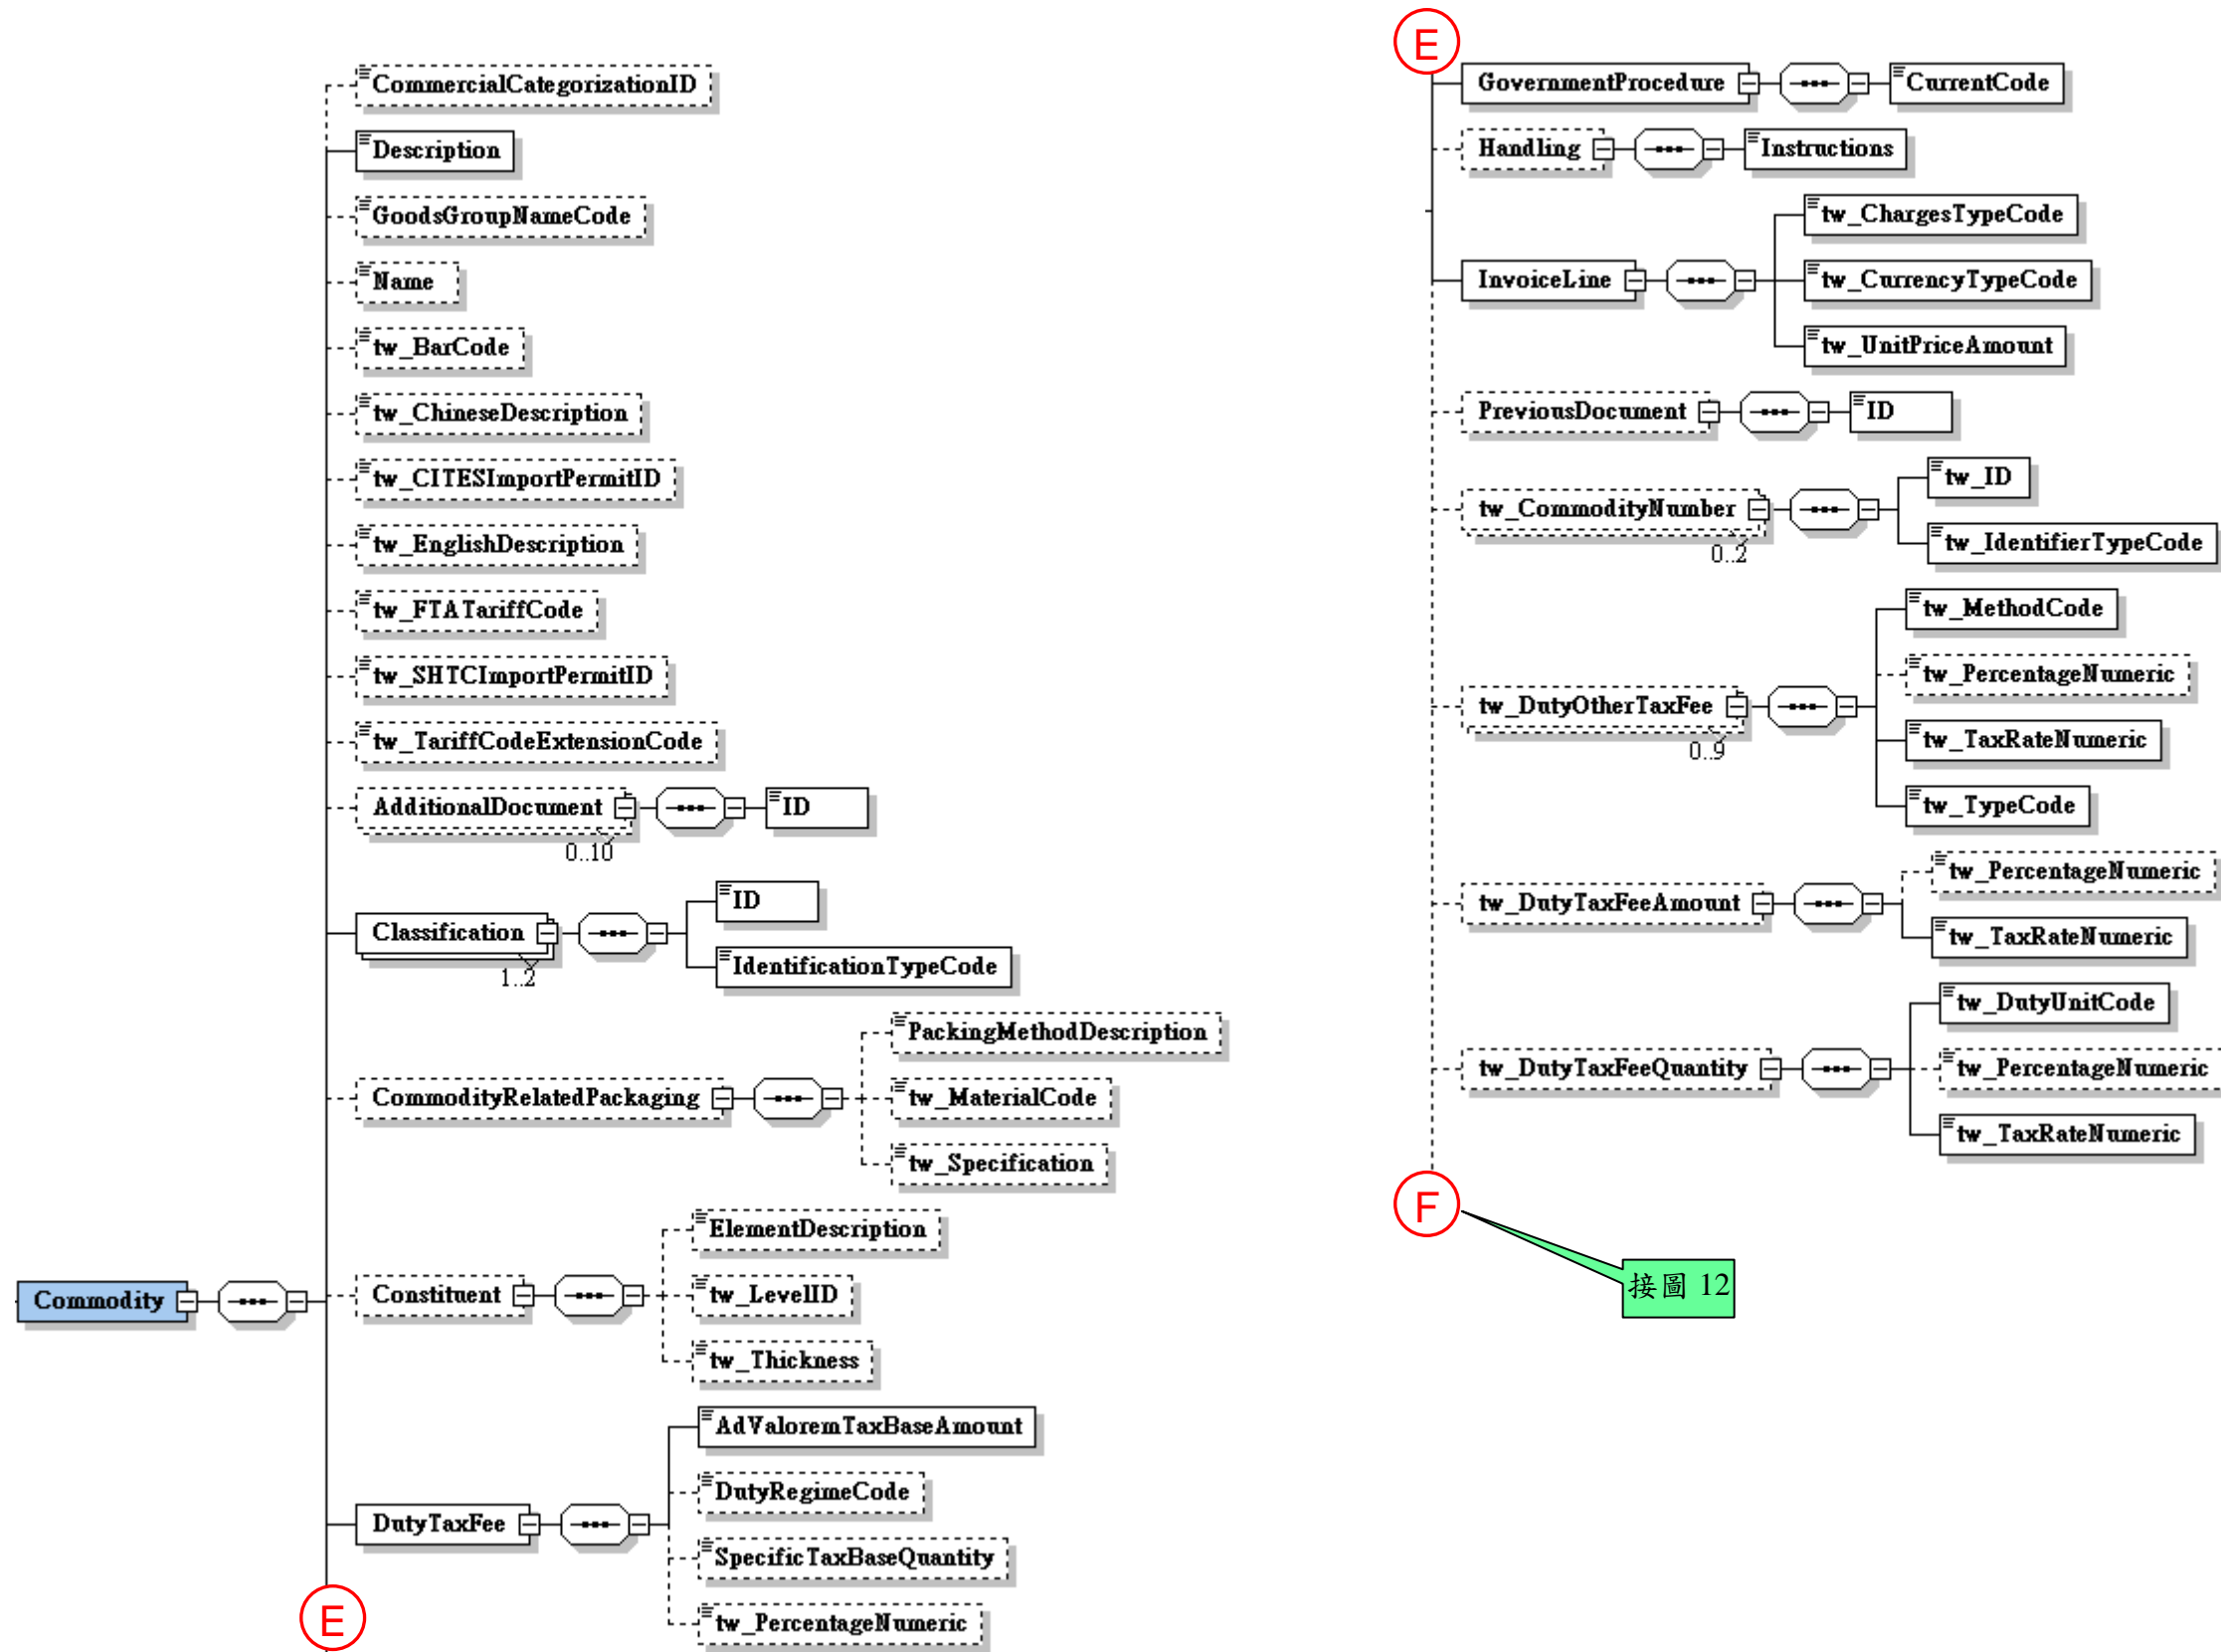 CommercialCategorizationID
Description
GoodsGroupNameCode
Name
tw_BarCode
tw_ChineseDescription
tw_CITESImportPermitID
tw_EnglishDescription
tw_FTATariffCode
tw_SHTCImportPermitID
tw_TariffCodeExtensionCode
AdditionalDocument
ID
0..10
Classification
ID
IdentificationTypeCode
1..2
CommodityRelatedPackaging
PackingMethodDescription
tw_MaterialCode
tw_Specification
Commodity
Constituent
ElementDescription
tw_LevelID
tw_Thickness
DutyTaxFee
AdValoremTaxBaseAmount
DutyRegimeCode
SpecificTaxBaseQuantity
tw_PercentageNumeric
E
E
GovernmentProcedure
CurrentCode
Handling
Instructions
InvoiceLine
tw_ChargesTypeCode
tw_CurrencyTypeCode
tw_UnitPriceAmount
PreviousDocument
ID
tw_CommodityNumber
tw_ID
tw_IdentifierTypeCode
0..2
tw_DutyOtherTaxFee
tw_MethodCode
tw_PercentageNumeric
tw_TaxRateNumeric
tw_TypeCode
0..9
tw_DutyTaxFeeAmount
tw_PercentageNumeric
tw_TaxRateNumeric
tw_DutyTaxFeeQuantity
tw_DutyUnitCode
tw_PercentageNumeric
tw_TaxRateNumeric
F
接圖 12